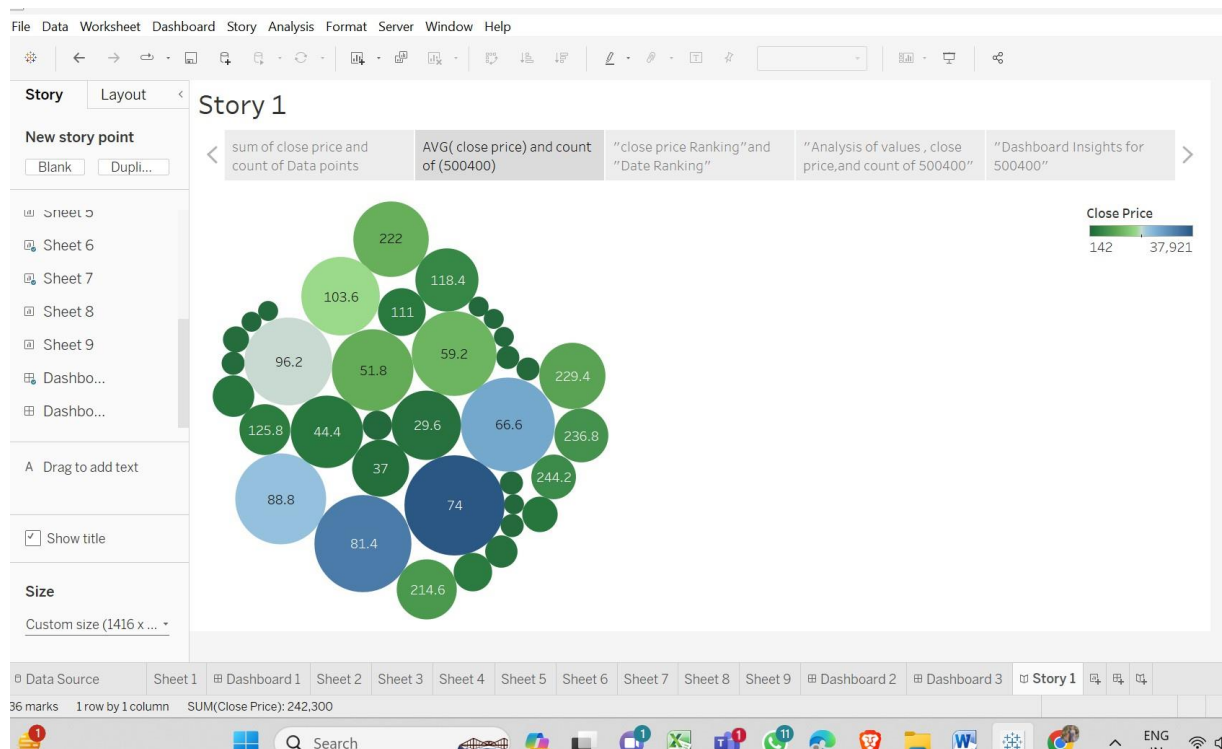 File Data Worksheet Dashboard Story Analysis Format Server Window Help
Story Layout
Story 1
New story point
Blank Dupli...
sum of close price and
count of Data points
AVG( close price) and count
of (500400)
"close price Ranking"and
"Date Ranking"
"Analysis of values , close
price,and count of 500400"
"Dashboard Insights for
500400"
Sheet 5
Sheet 6
Sheet 7
Sheet 8
Sheet 9
Dashbo...
Dashbo...
A Drag to add text
Show title
Size
Custom size (1416 x ...
222
118.4
103.6
111
59.2
96.2
51.8
229.4
29.6
66.6
125.8
44.4
236.8
37
244.2
88.8
74
81.4
214.6
Close Price
142 37,921
Data Source Sheet 1 Dashboard 1 Sheet 2 Sheet 3 Sheet 4 Sheet 5 Sheet 6 Sheet 7 Sheet 8 Sheet 9 Dashboard 2 Dashboard 3 Story 1
36 marks 1 row by 1 column SUM(Close Price): 242,300
1 Search 1 1 11 ENG